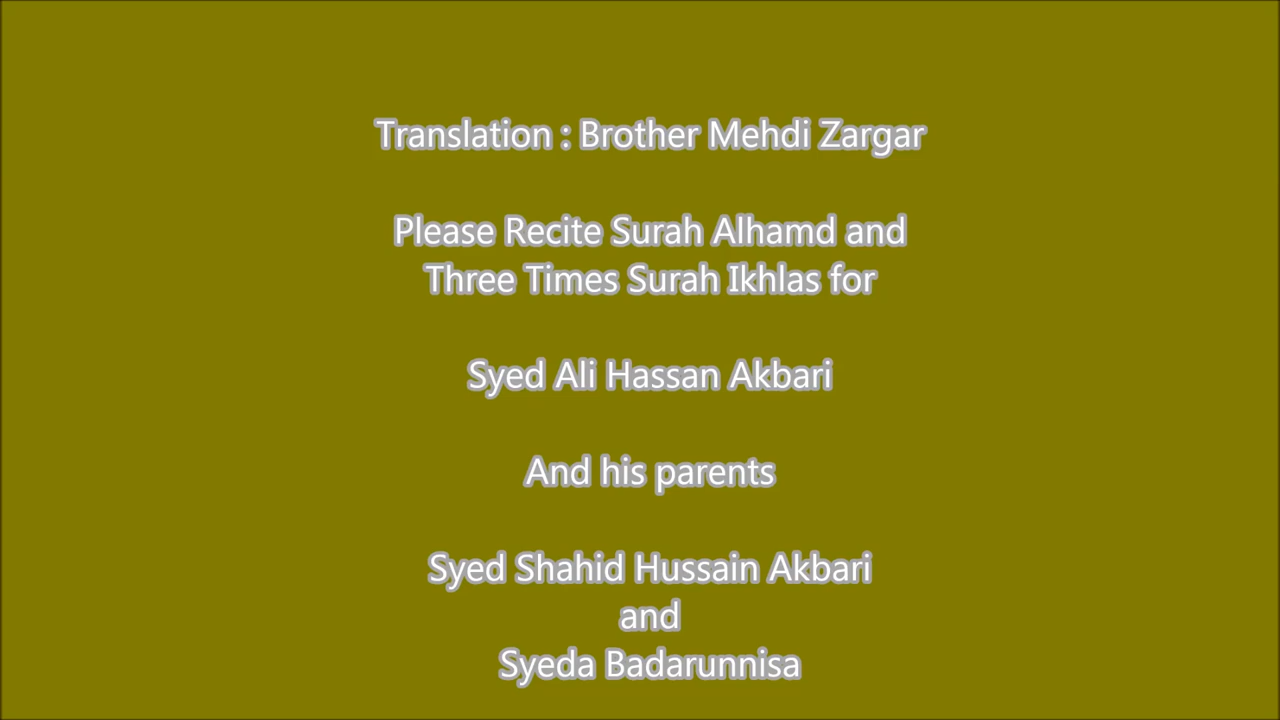 Translation : Brother Mehdi Zargar
Please Recite Surah Alhamd and
Three Times Surah Ikhlas for
Syed Ali Hassan Akbari
And his parents
Syed Shahid Hussain Akbari
and
Syeda Badarunnisa